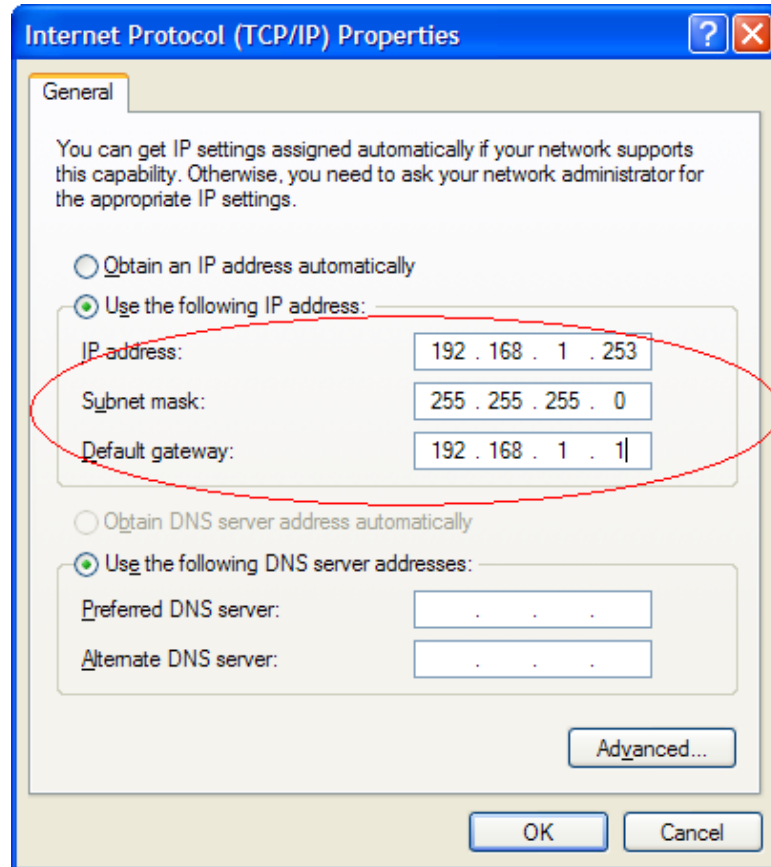 Internet Protocol (TCP/IP) Properties
General
You can get IP settings assigned automatically if your network supports
this capability. Otherwise, you need to ask your network administrator for
the appropriate IP settings.
Obtain an IP address automatically
Use the following IP address:
IP address: 192 . 168 . 1 . 253
Subnet mask: 255 . 255 . 255 . 0
Default gateway: 192 . 168 . 1 . 1
Obtain DNS server address automatically
Use the following DNS server addresses:
Preferred DNS server: . . .
Alternate DNS server: . . .
Advanced...
OK Cancel